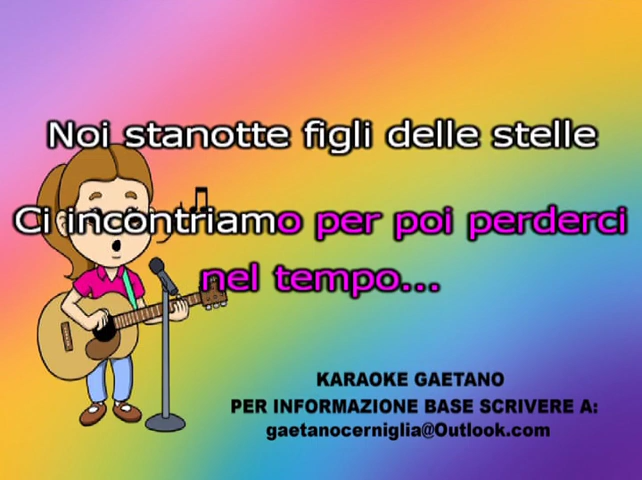 Noi stanotte figli delle stelle
Ci incontriamo per poi perderci
nel tempo...
KARAOKE GAETANO
PER INFORMAZIONE BASE SCRIVERE A:
gaetanocerniglia@Outlook.com